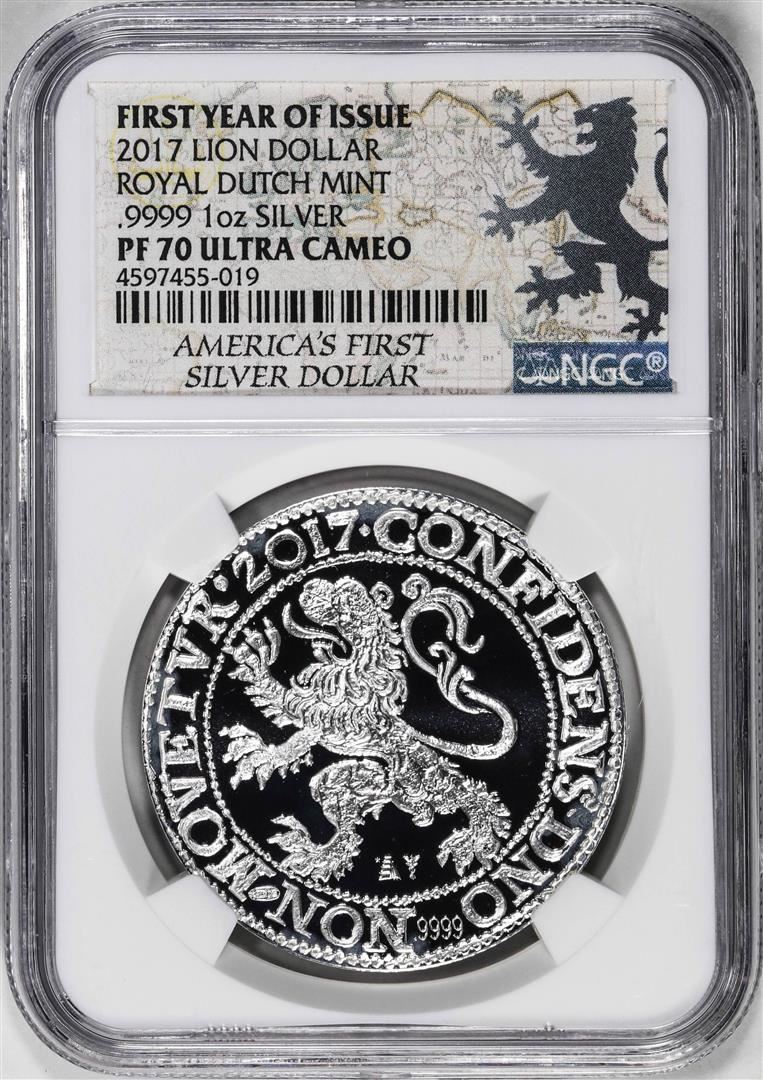 FIRST YEAR OF ISSUE
2017 LION DOLLAR
ROYAL DUTCH MINT
.9999 1oz SILVER
PF 70 ULTRA CAMEO
4597455-019
AMERICA'S FIRST
SILVER DOLLAR
NGC®
2017·CONFIDENS·DNO·NON·MOVETVR·
.9999